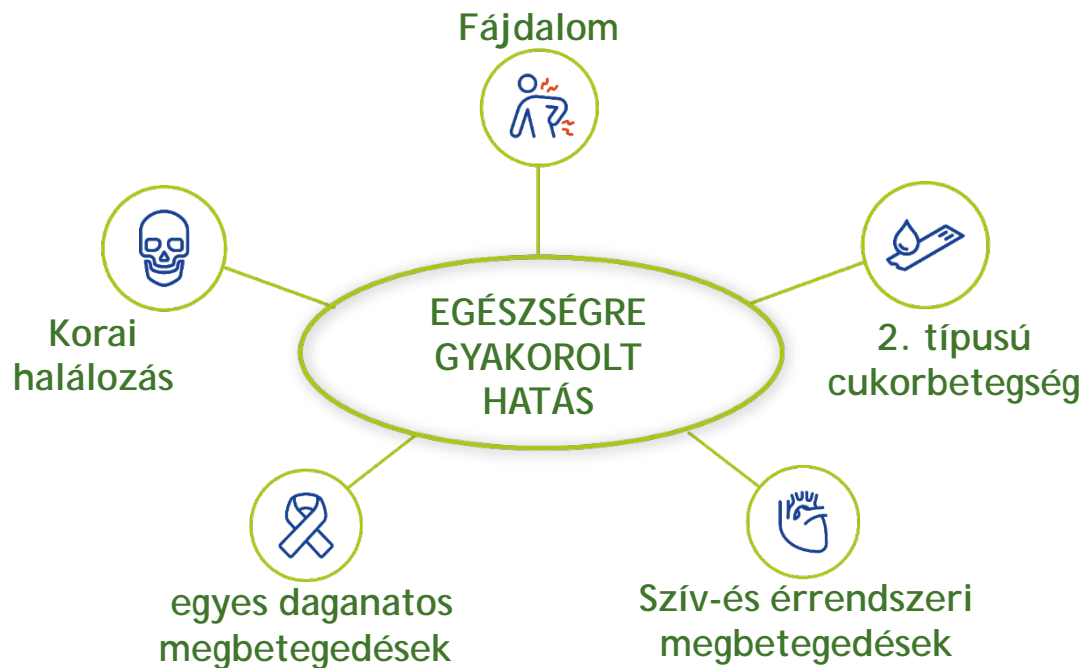 Fájdalom
EGÉSZSÉGRE
GYAKOROLT
HATÁS
Korai
halálozás
2. típusú
cukorbetegség
egyes daganatos
megbetegedések
Szív-és érrendszeri
megbetegedések